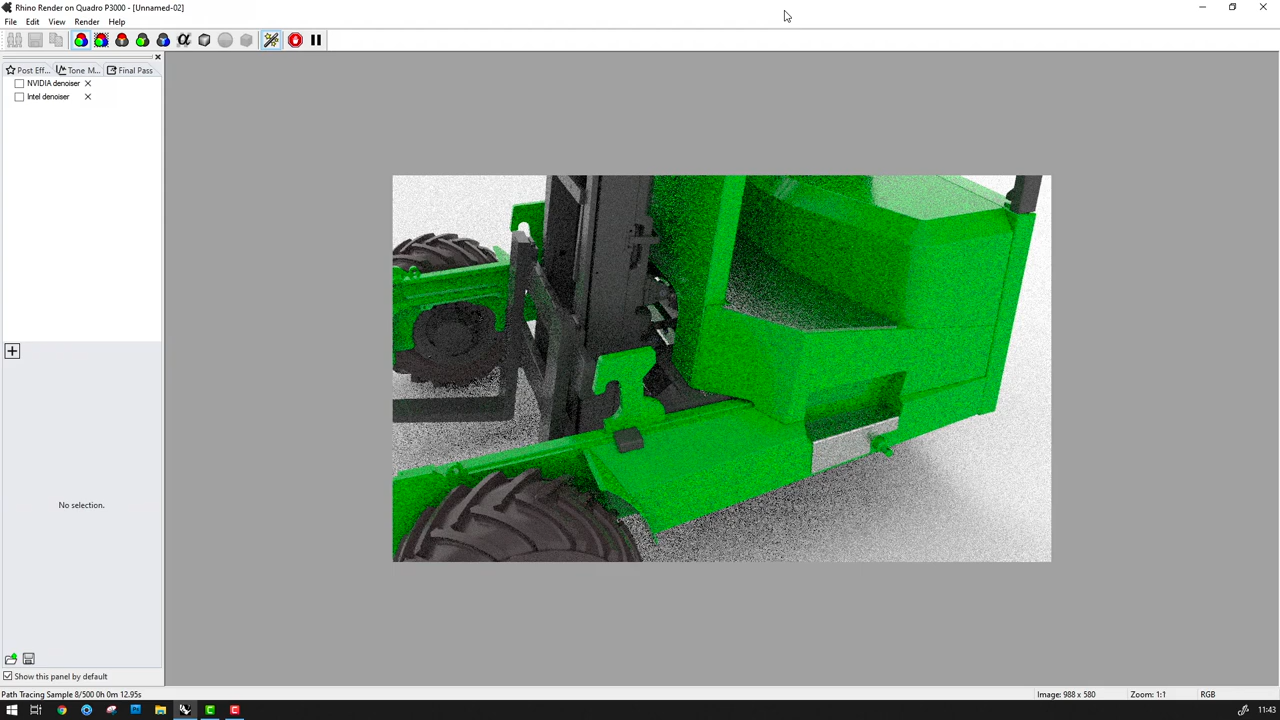 Rhino Render on Quadro P3000 - [Unnamed-02]
File Edit View Render Help
Post Eff... Tone M... Final Pass
NVIDIA denoiser
Intel denoiser
No selection.
Show this panel by default
Path Tracing Sample 8/500 0h 0m 12.95s Image: 988 x 580 Zoom: 1:1 RGB
11:43